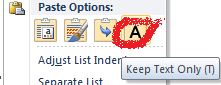 Paste Options:
A
Adjust List Inden
Keep Text Only (T)
Separate List